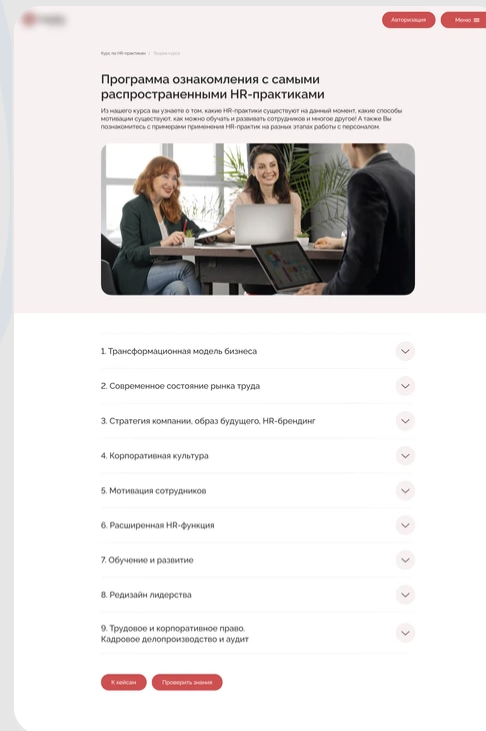 Авторизация
Меню
Курс по HR-практикам / Теория курса
Программа ознакомления с самыми
распространенными HR-практиками
Из нашего курса вы узнаете о том, какие HR-практики существуют на данный момент, какие способы
мотивации существуют, как можно обучать и развивать сотрудников и многое другое! А также Вы
познакомитесь с примерами применения HR-практик на разных этапах работы с персоналом
1. Трансформационная модель бизнеса
2. Современное состояние рынка труда
3. Стратегия компании, образ будущего, HR-брендинг
4. Корпоративная культура
5. Мотивация сотрудников
6. Расширенная HR-функция
7. Обучение и развитие
8. Редизайн лидерства
9. Трудовое и корпоративное право.
Кадровое делопроизводство и аудит
К кейсам
Проверить знания